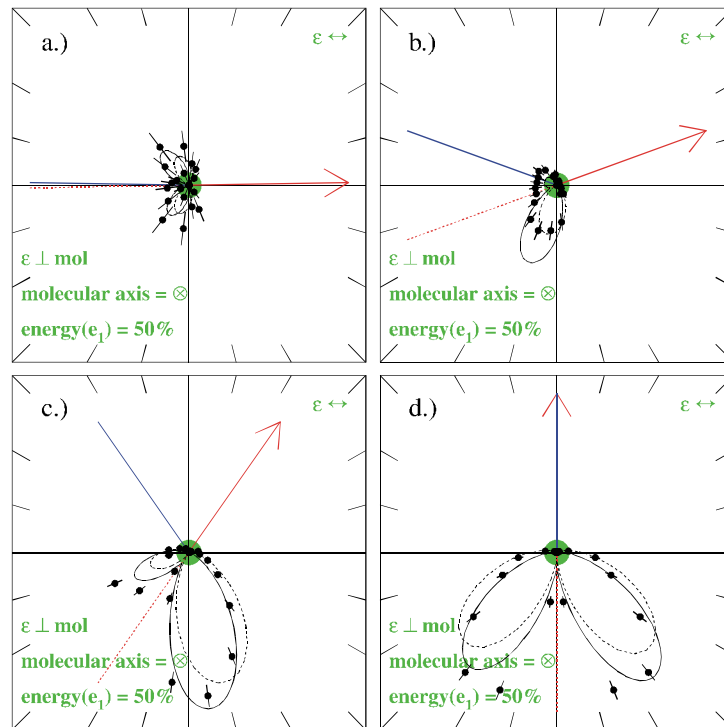 a.)
ε ↔
ε ⊥ mol
molecular axis = ⊗
energy(e₁) = 50%
b.)
ε ↔
ε ⊥ mol
molecular axis = ⊗
energy(e₁) = 50%
c.)
ε ↔
ε ⊥ mol
molecular axis = ⊗
energy(e₁) = 50%
d.)
ε ↔
ε ⊥ mol
molecular axis = ⊗
energy(e₁) = 50%